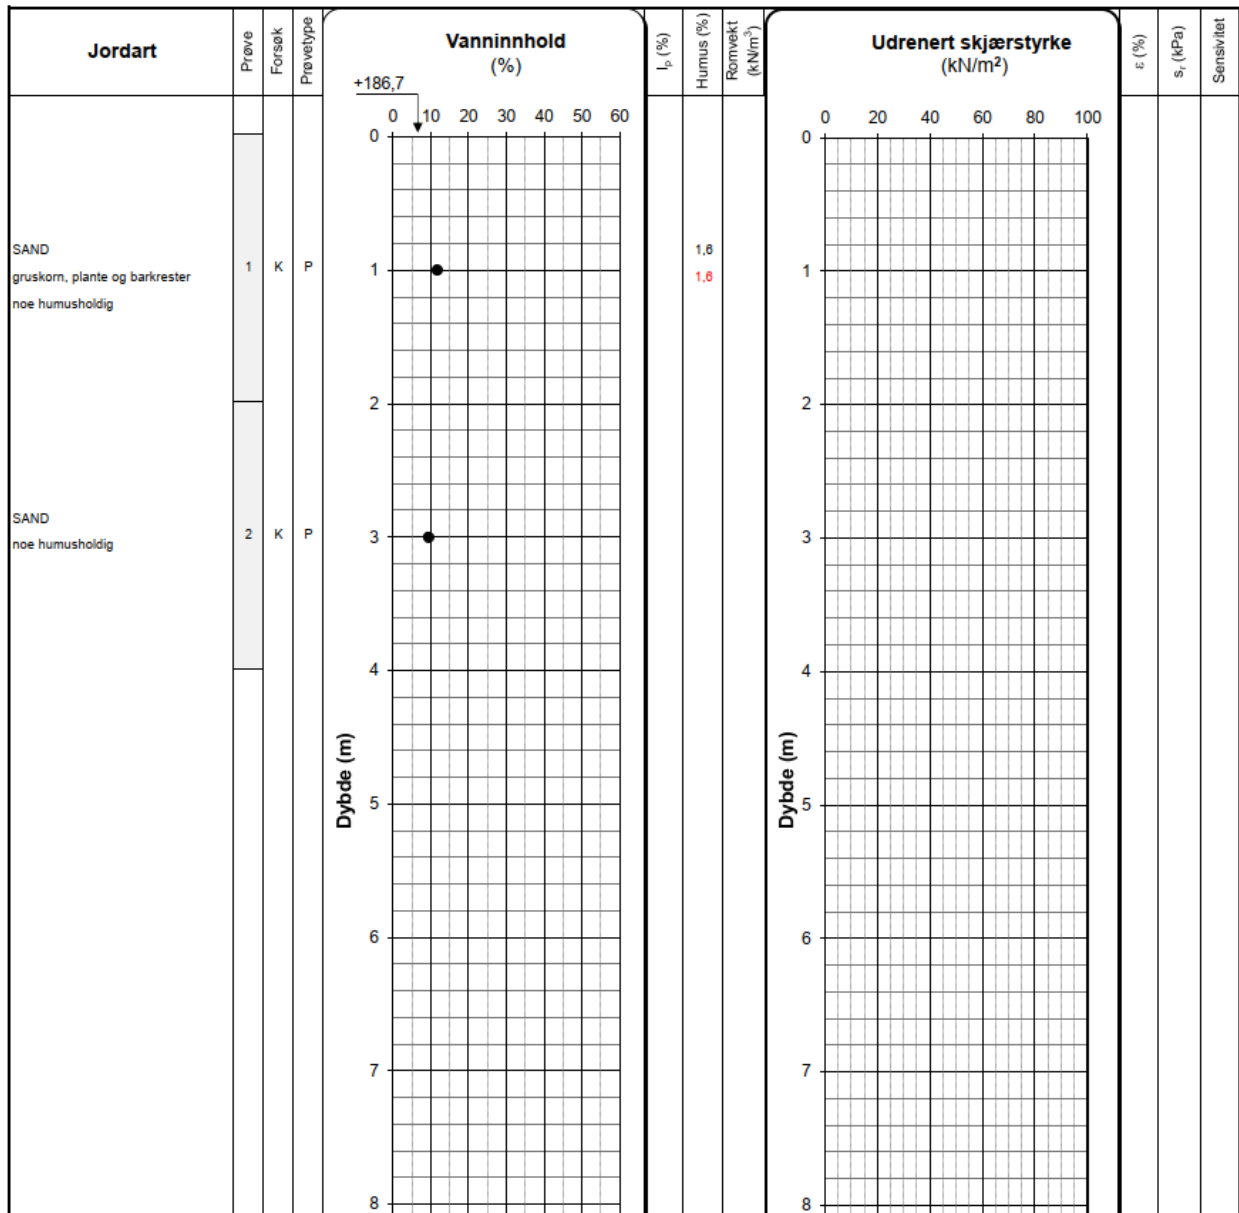 Jordart
Prøve
Forsøk
Prøvetype
Vanninnhold
(%)
+186,7
0 10 20 30 40 50 60
Iₚ (%)
Humus (%)
Romvekt
(kN/m³)
Udrenert skjærstyrke
(kN/m²)
0 20 40 60 80 100
ε (%)
sᵣ (kPa)
Sensivitet
SAND
gruskorn, plante og barkrester
noe humusholdig
1 K P
1,6
1,6
SAND
noe humusholdig
2 K P
0
1
2
3
4
5
6
7
8
Dybde (m)
0
1
2
3
4
5
6
7
8
Dybde (m)